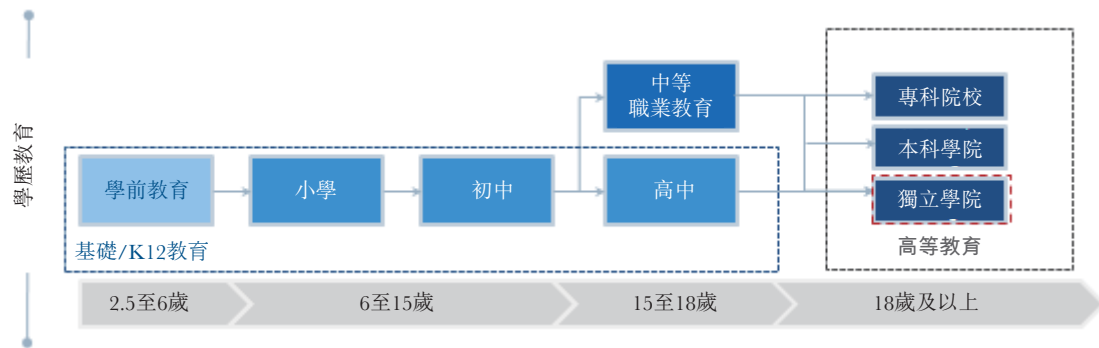 學歷教育
中等
職業教育
專科院校
本科學院
學前教育
小學
初中
高中
獨立學院
基礎/K12教育
高等教育
2.5至6歲
6至15歲
15至18歲
18歲及以上